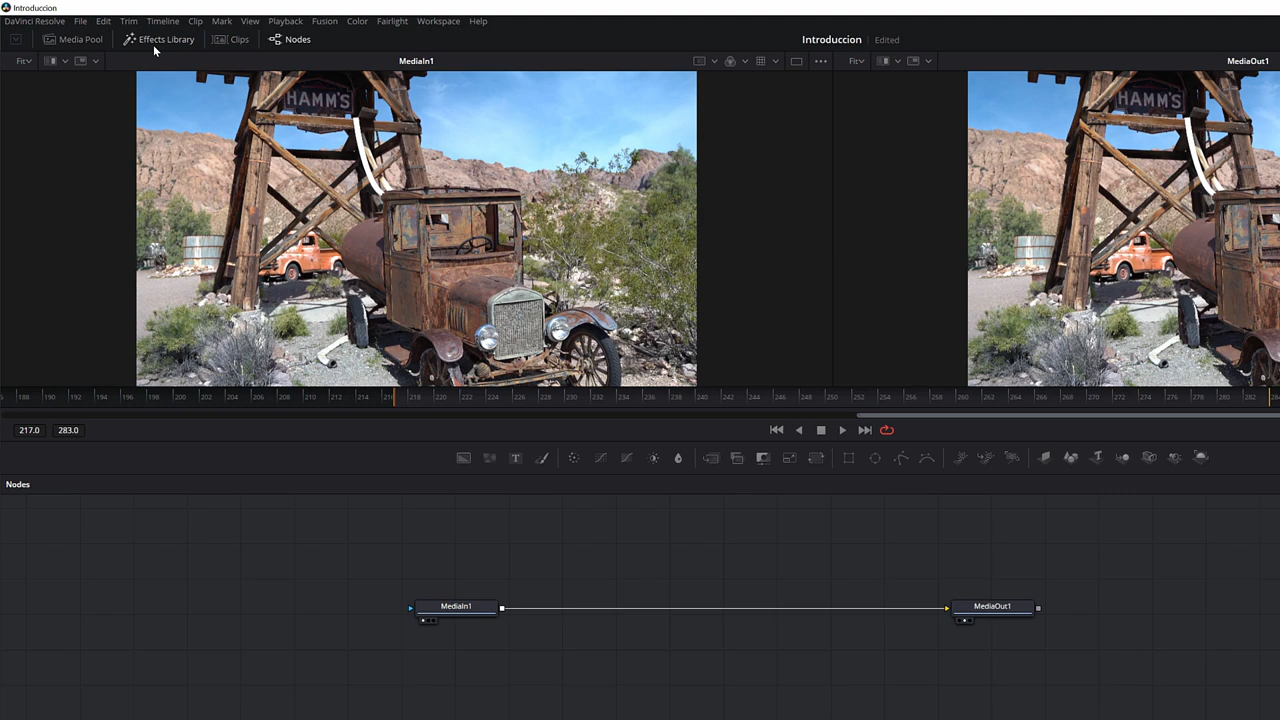 Introduccion
DaVinci Resolve File Edit Trim Timeline Clip Mark View Playback Fusion Color Fairlight Workspace Help
Media Pool Effects Library Clips Nodes Introduccion Edited
Fit MediaIn1 Fit MediaOut1
HAMM'S HAMM'S
188 190 192 194 196 198 200 202 204 206 208 210 212 214 216 218 220 222 224 226 228 230 232 234 236 238 240 242 244 246 248 250 252 254 256 258 260 262 264 266 268 270 272 274 276 278 280 282 284
217.0 283.0
T
Nodes
MediaIn1 MediaOut1